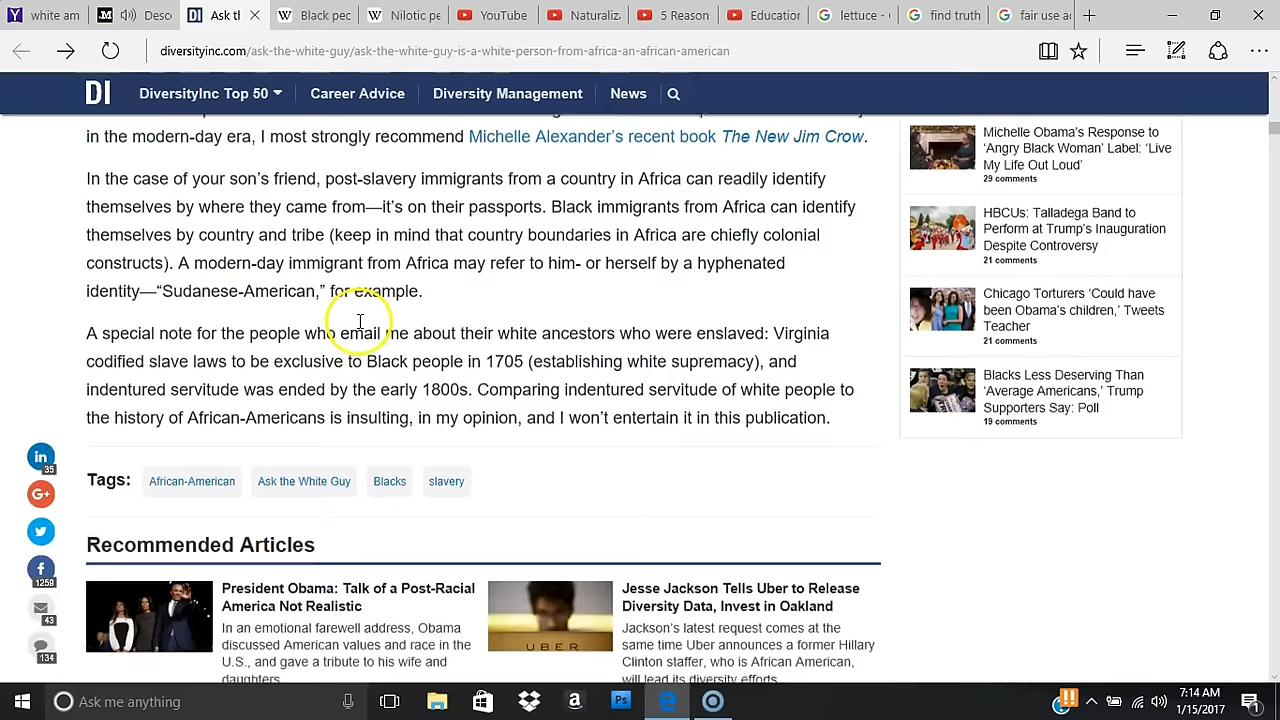 white am
Desc
Ask th
Black pec
Nilotic pe
YouTube
Naturaliz
5 Reason
Education
lettuce -
find truth
fair use ac
diversityinc.com/ask-the-white-guy/ask-the-white-guy-is-a-white-person-from-africa-an-african-american
DI
DiversityInc Top 50
Career Advice
Diversity Management
News
in the modern-day era, I most strongly recommend Michelle Alexander's recent book The New Jim Crow.
In the case of your son's friend, post-slavery immigrants from a country in Africa can readily identify
themselves by where they came from—it's on their passports. Black immigrants from Africa can identify
themselves by country and tribe (keep in mind that country boundaries in Africa are chiefly colonial
constructs). A modern-day immigrant from Africa may refer to him- or herself by a hyphenated
identity—“Sudanese-American,” for example.
A special note for the people who email me about their white ancestors who were enslaved: Virginia
codified slave laws to be exclusive to Black people in 1705 (establishing white supremacy), and
indentured servitude was ended by the early 1800s. Comparing indentured servitude of white people to
the history of African-Americans is insulting, in my opinion, and I won't entertain it in this publication.
Tags:
African-American
Ask the White Guy
Blacks
slavery
Recommended Articles
President Obama: Talk of a Post-Racial
America Not Realistic
In an emotional farewell address, Obama
discussed American values and race in the
U.S., and gave a tribute to his wife and
daughters.
UBER
Jesse Jackson Tells Uber to Release
Diversity Data, Invest in Oakland
Jackson's latest request comes at the
same time Uber announces a former Hillary
Clinton staffer, who is African American,
will lead its diversity efforts.
Michelle Obama's Response to
'Angry Black Woman' Label: 'Live
My Life Out Loud'
29 comments
HBCUs: Talladega Band to
Perform at Trump's Inauguration
Despite Controversy
21 comments
Chicago Torturers 'Could have
been Obama's children,' Tweets
Teacher
21 comments
Blacks Less Deserving Than
'Average Americans,' Trump
Supporters Say: Poll
19 comments
in
35
G+
f
1259
43
134
Ask me anything
a
Ps
e
7:14 AM
1/15/2017
1